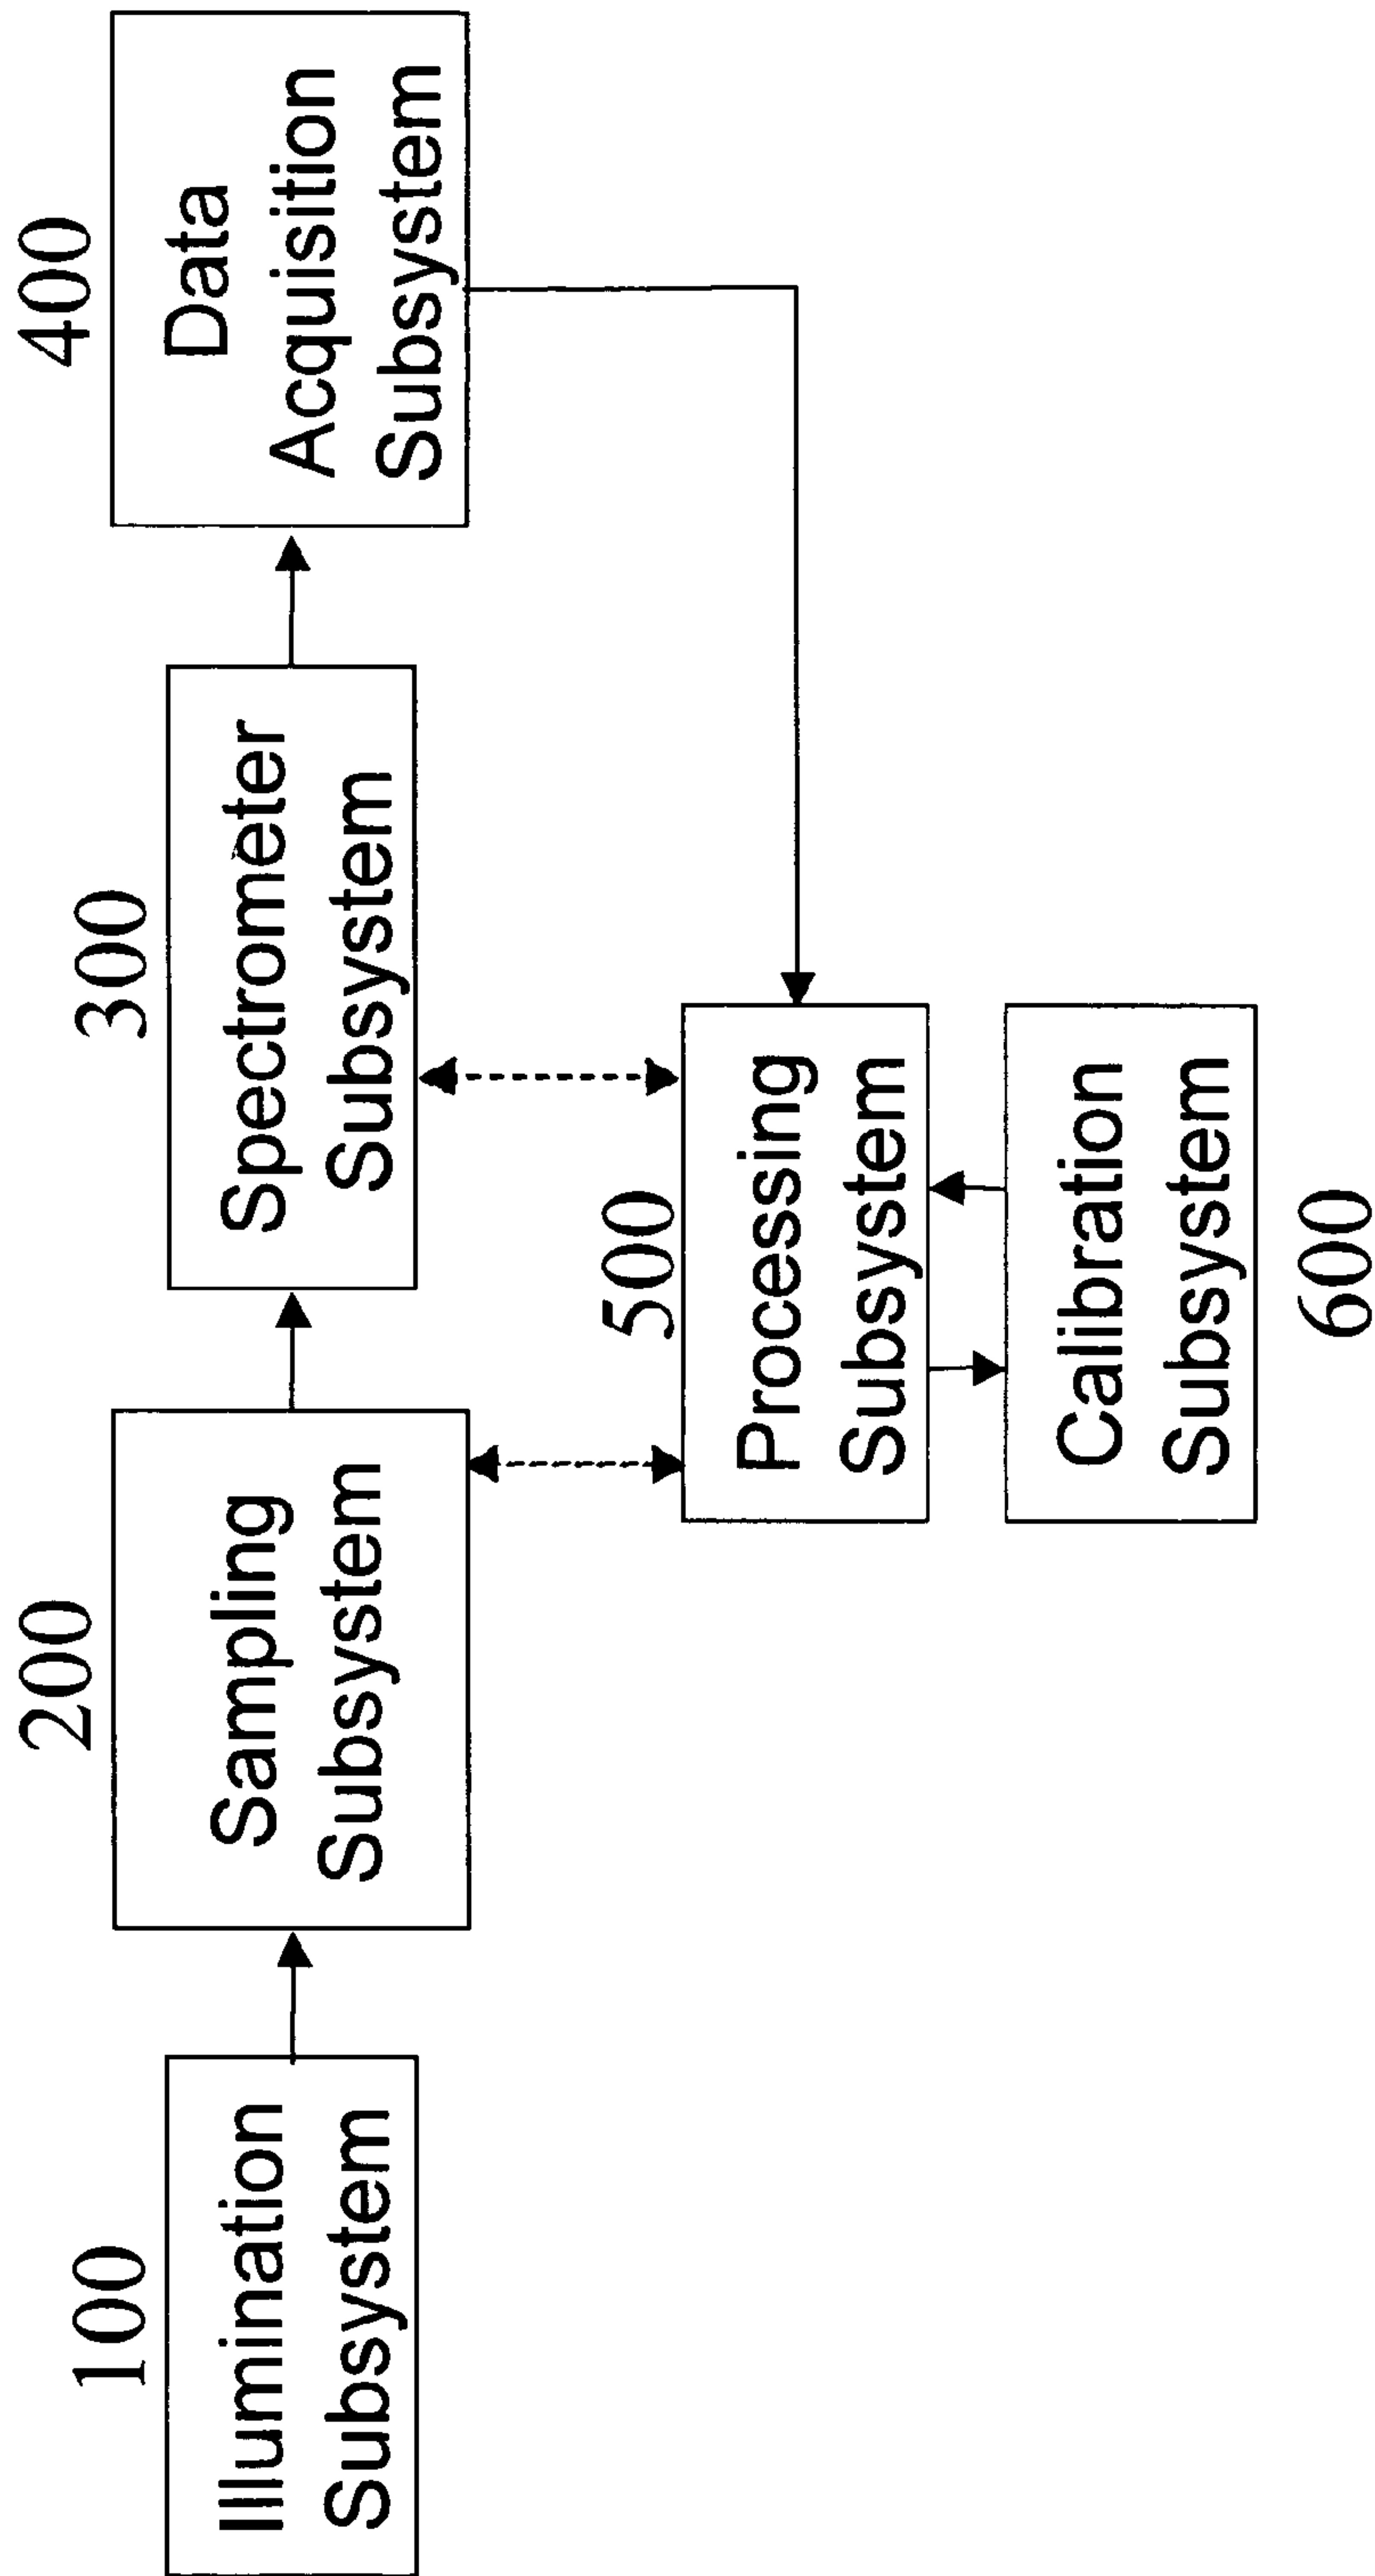 100
Illumination
Subsystem
200
Sampling
Subsystem
300
Spectrometer
Subsystem
400
Data
Acquisition
Subsystem
500
Processing
Subsystem
Calibration
Subsystem
600